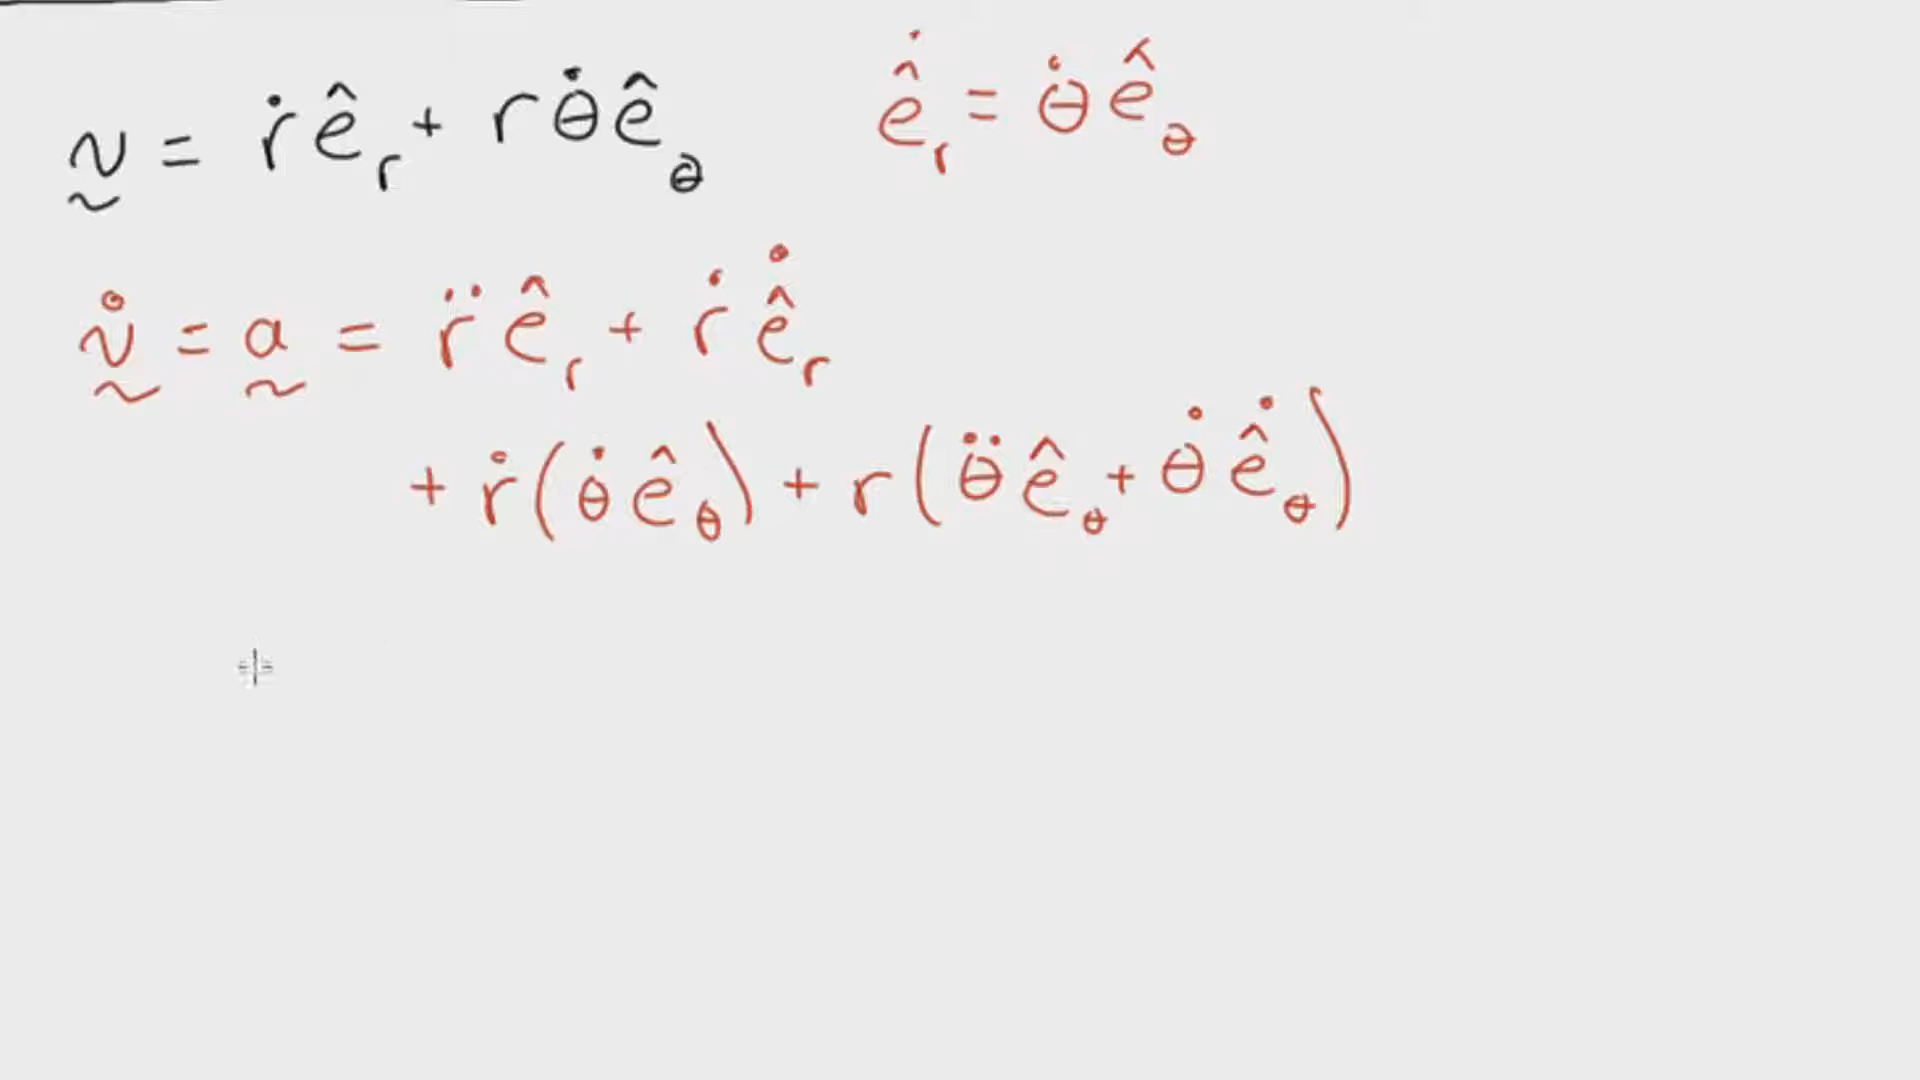 v = ṙ ê_r + r θ̇ ê_θ   ê̇_r = θ̇ ê_θ
v̇ = a = r̈ ê_r + ṙ ê̇_r
+ ṙ(θ̇ ê_θ) + r(θ̈ ê_θ + θ̇ ê̇_θ)